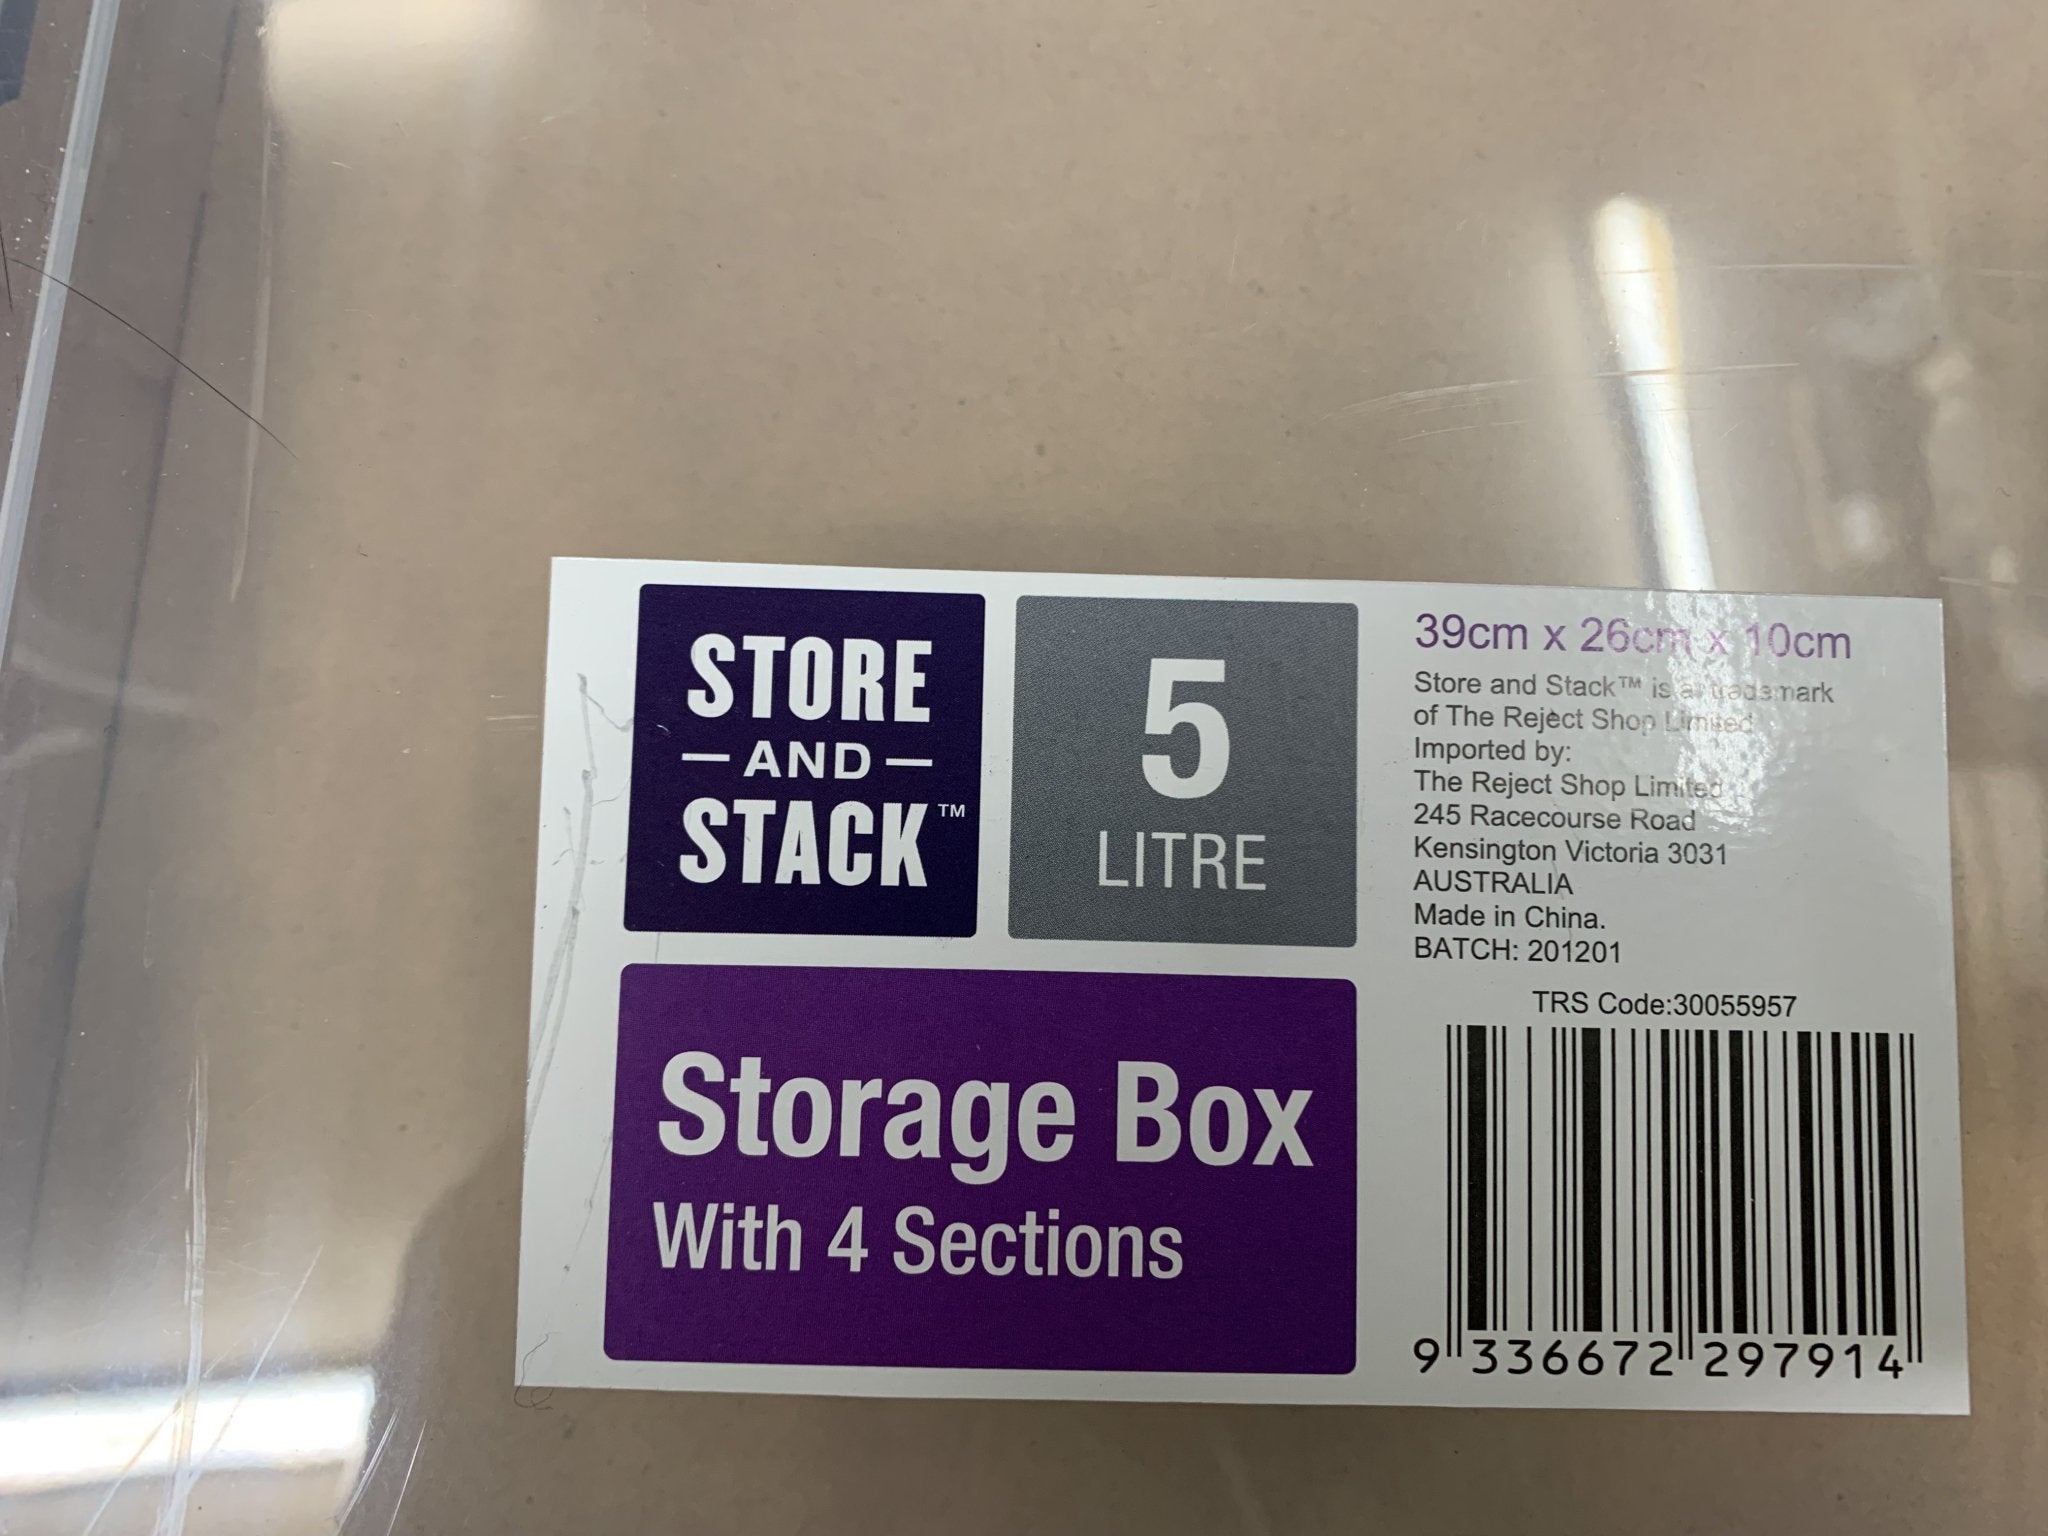 STORE
AND
STACK™
5
LITRE
Storage Box
With 4 Sections
39cm x 26cm x 10cm
Store and Stack™ is a trademark
of The Reject Shop Limited
Imported by:
The Reject Shop Limited
245 Racecourse Road
Kensington Victoria 3031
AUSTRALIA
Made in China.
BATCH: 201201
TRS Code:30055957
9 336672 297914